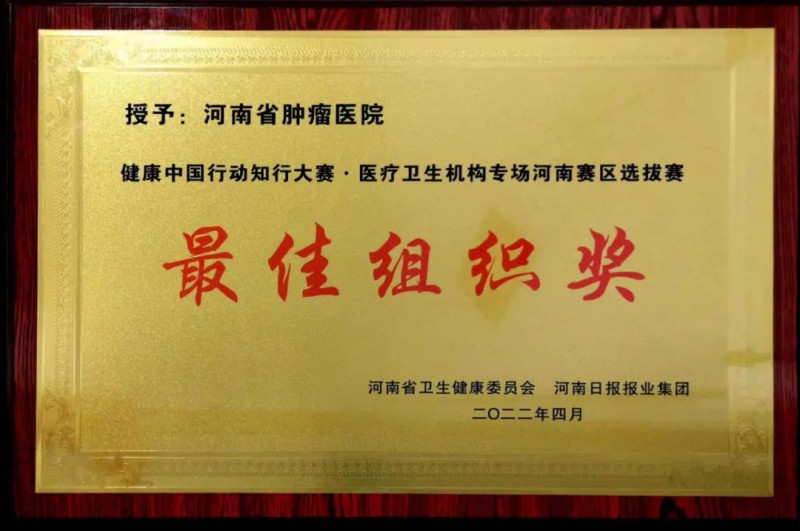 授予：河南省肿瘤医院
健康中国行动知行大赛·医疗卫生机构专场河南赛区选拔赛
最佳组织奖
河南省卫生健康委员会 河南日报报业集团
二〇二二年四月